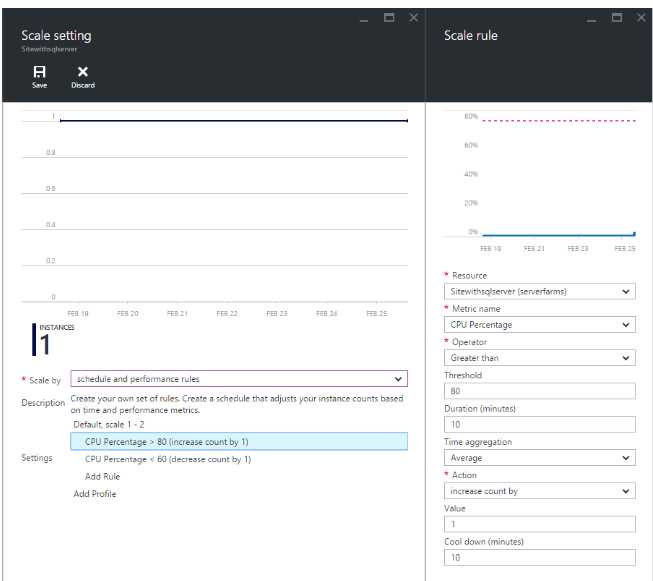 Scale setting
Sitewithsqlserver
Save Discard
1
0.8
0.6
0.4
0.2
0
FEB 19 FEB 20 FEB 21 FEB 22 FEB 23 FEB 24 FEB 25
INSTANCES
1
* Scale by schedule and performance rules
Description Create your own set of rules. Create a schedule that adjusts your instance counts based
on time and performance metrics.
Default, scale 1 - 2
CPU Percentage > 80 (increase count by 1)
Settings CPU Percentage < 60 (decrease count by 1)
Add Rule
Add Profile
Scale rule
80%
60%
40%
20%
0%
FEB 19 FEB 21 FEB 23 FEB 25
* Resource
Sitewithsqlserver (serverfarms)
* Metric name
CPU Percentage
* Operator
Greater than
Threshold
80
Duration (minutes)
10
Time aggregation
Average
* Action
increase count by
Value
1
Cool down (minutes)
10